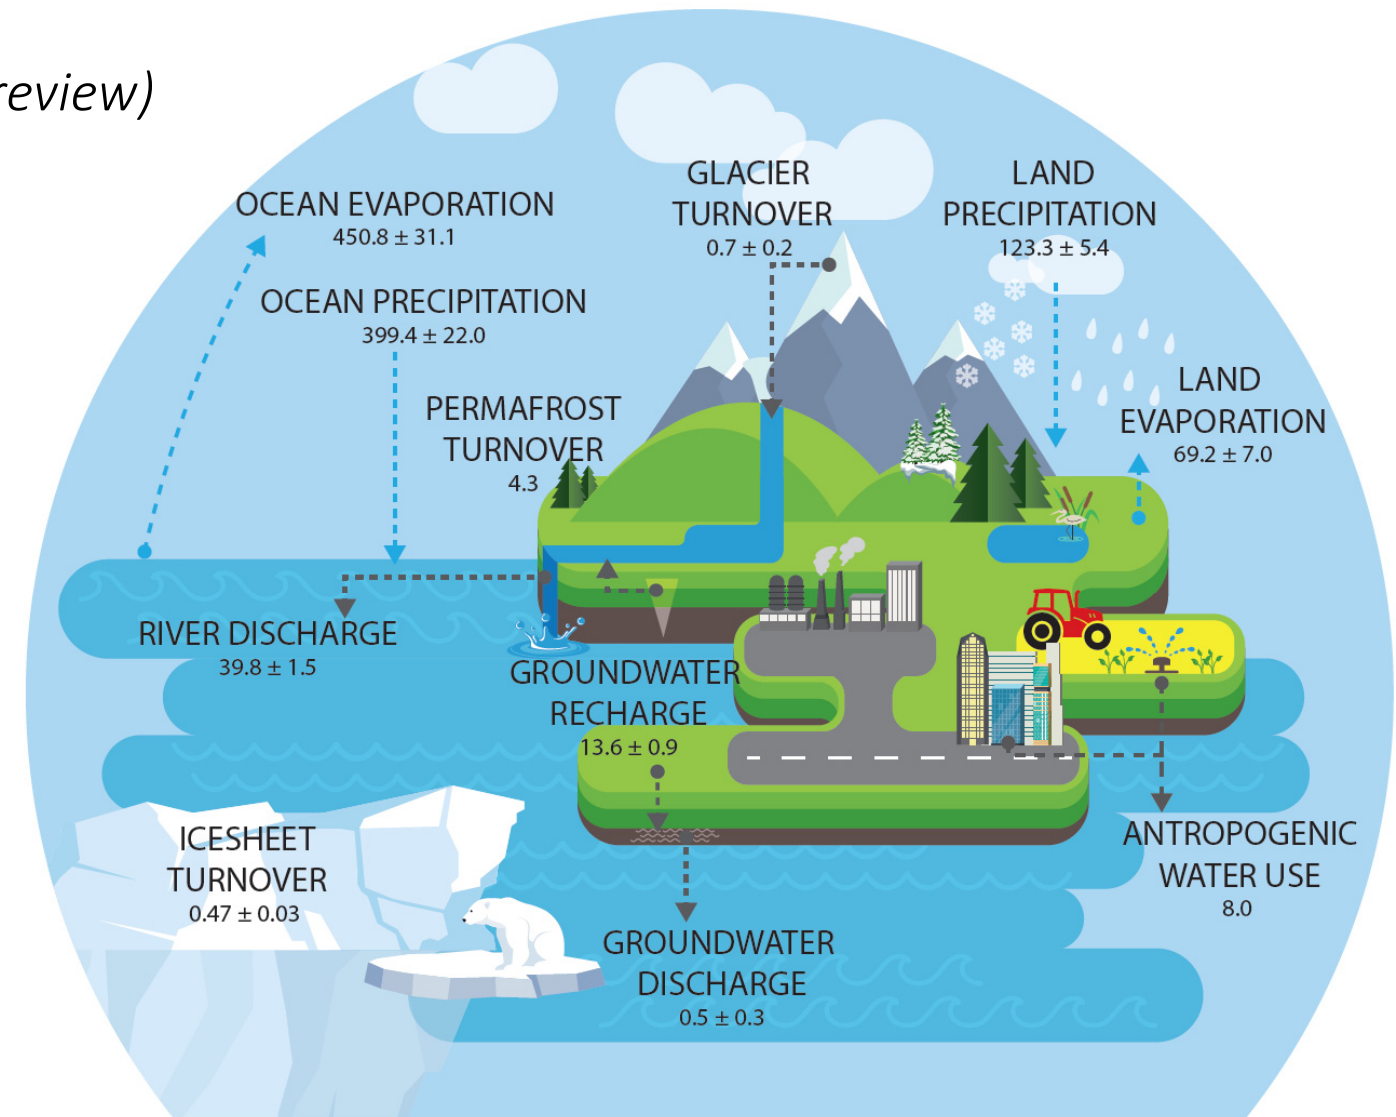 review)
OCEAN EVAPORATION
450.8 ± 31.1
OCEAN PRECIPITATION
399.4 ± 22.0
GLACIER
TURNOVER
0.7 ± 0.2
LAND
PRECIPITATION
123.3 ± 5.4
PERMAFROST
TURNOVER
4.3
LAND
EVAPORATION
69.2 ± 7.0
RIVER DISCHARGE
39.8 ± 1.5
GROUNDWATER
RECHARGE
13.6 ± 0.9
ICESHEET
TURNOVER
0.47 ± 0.03
ANTROPOGENIC
WATER USE
8.0
GROUNDWATER
DISCHARGE
0.5 ± 0.3